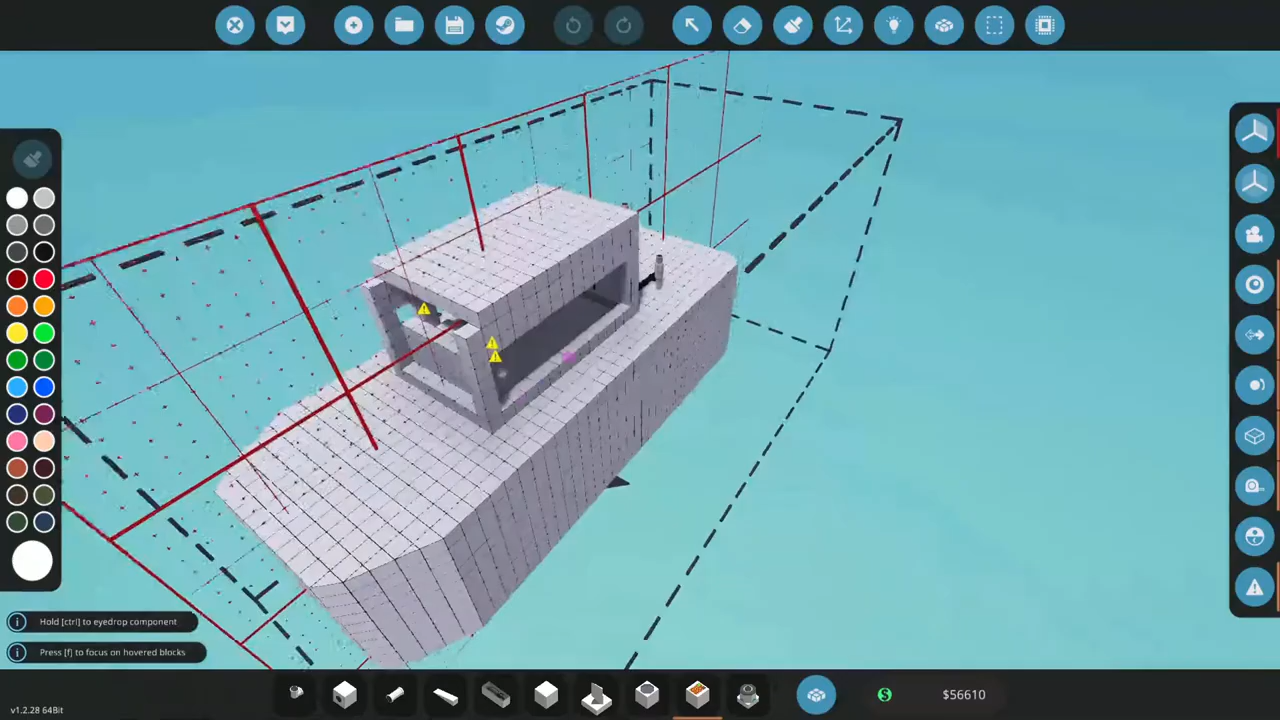 Hold [ctrl] to eyedrop component
Press [f] to focus on hovered blocks
$56610
v1.2.28 64Bit